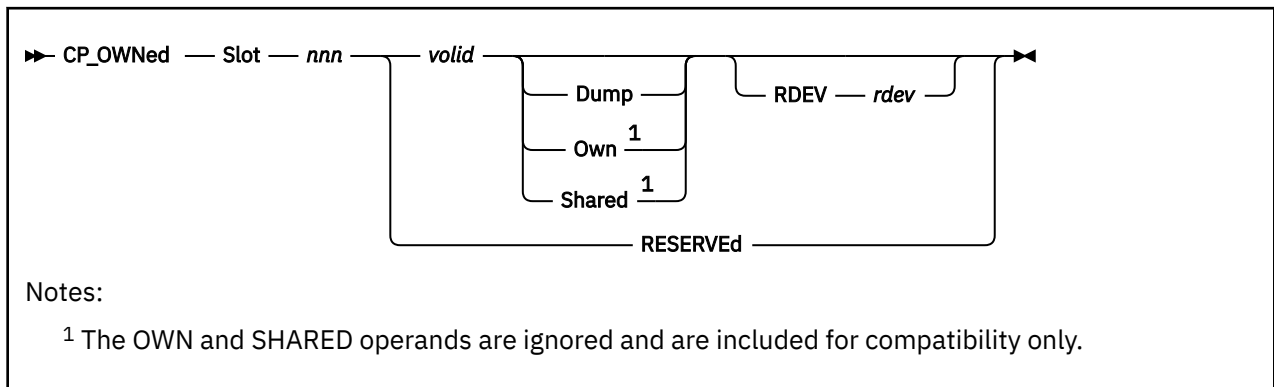 CP_OWNed Slot nnn volid
Dump RDEV rdev
Own 1
Shared 1
RESERVEd
Notes:
1 The OWN and SHARED operands are ignored and are included for compatibility only.